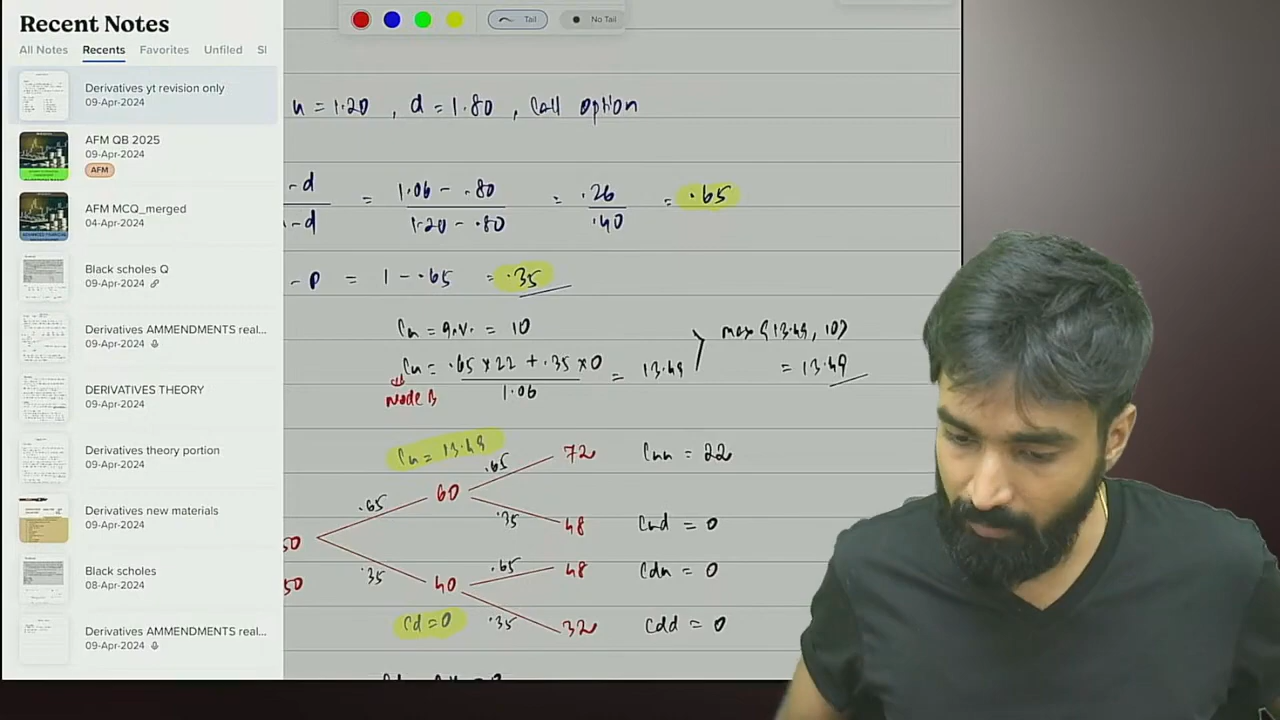 Recent Notes
All Notes Recents Favorites Unfiled
Derivatives yt revision only
09-Apr-2024
AFM QB 2025
09-Apr-2024
AFM
AFM MCQ_merged
04-Apr-2024
Black scholes Q
09-Apr-2024
Derivatives AMMENDMENTS real...
09-Apr-2024
DERIVATIVES THEORY
09-Apr-2024
Derivatives theory portion
09-Apr-2024
Derivatives new materials
09-Apr-2024
Black scholes
08-Apr-2024
Derivatives AMMENDMENTS real...
09-Apr-2024
Tail No Tail
u = 1.20 , d = 1.80 , Call option
-d = 1.06 - .80 = .26 = .65
-d 1.20 - .80 .40
- P = 1 - .65 = .35
Cu = g.v. = 10
Cu = .65 x 22 + .35 x 0 = 13.49
1.06
Node B
max (13.49, 10)
= 13.49
Cu = 13.49
.65 72 Cuu = 22
.65 60
.35 48 Cud = 0
50
.35 40 .65 48 Cdu = 0
50
Cd = 0 .35 32 Cdd = 0